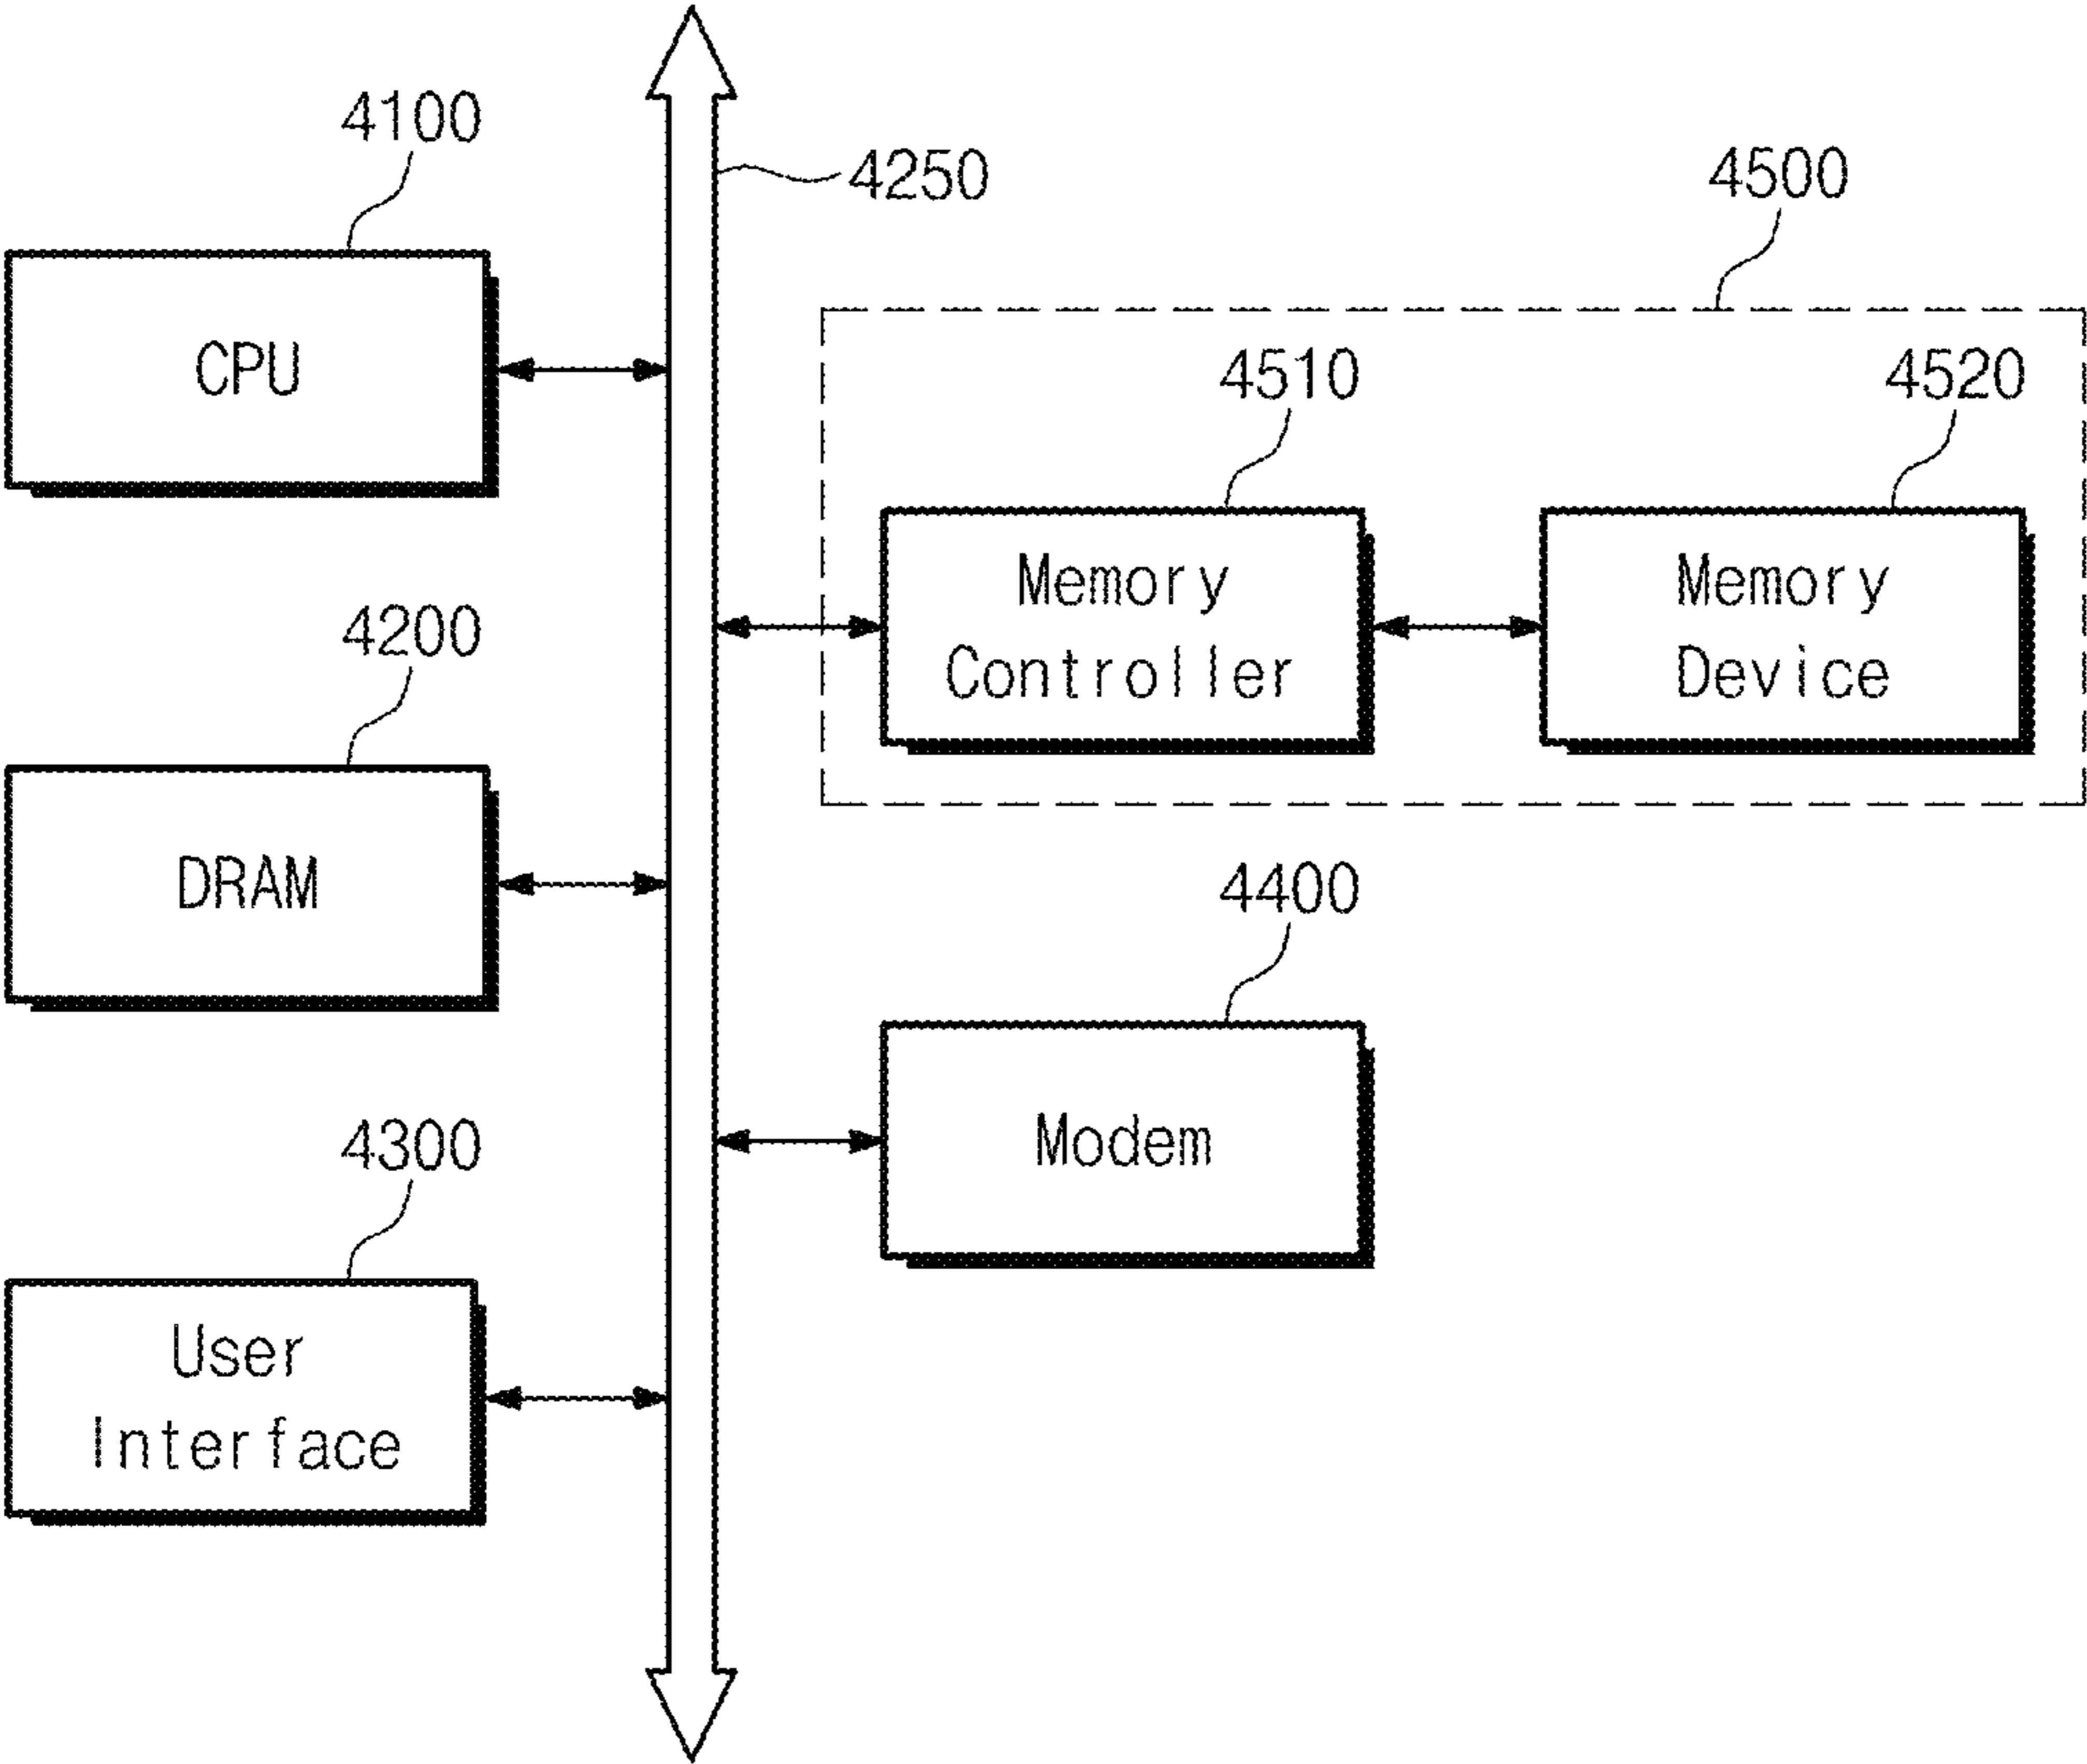 4100
4250
4500
CPU
4510
4520
Memory
Controller
Memory
Device
4200
DRAM
4400
Modem
4300
User
Interface